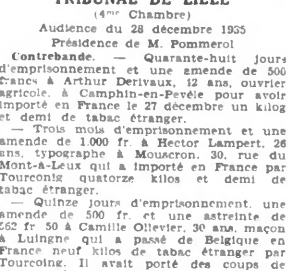 TRIBUNAL DE LILLE
(4me Chambre)
Audience du 28 décembre 1935
Présidence de M. Pommerol
Contrebande. — Quarante-huit jours
d'emprisonnement et une amende de 500
francs à Arthur Derivaux, 12 ans, ouvrier
agricole, à Camphin-en-Pévèle pour avoir
importé en France le 27 décembre un kilog
et demi de tabac étranger.
— Trois mois d'emprisonnement et une
amende de 1.000 fr. à Hector Lampert, 26
ans, typographe à Mouscron, 30, rue du
Mont-à-Leux qui a importé en France par
Tourconig quatorze kilos et demi de
tabac étranger.
— Quinze jours d'emprisonnement, une
amende de 500 fr. et une astreinte de
562 fr 50 à Camille Ollevier, 30 ans, maçon
à Luingne qui a passé de Belgique en
France neuf kilos de tabac étranger par
Tourcoing. Il avait porté des coups de